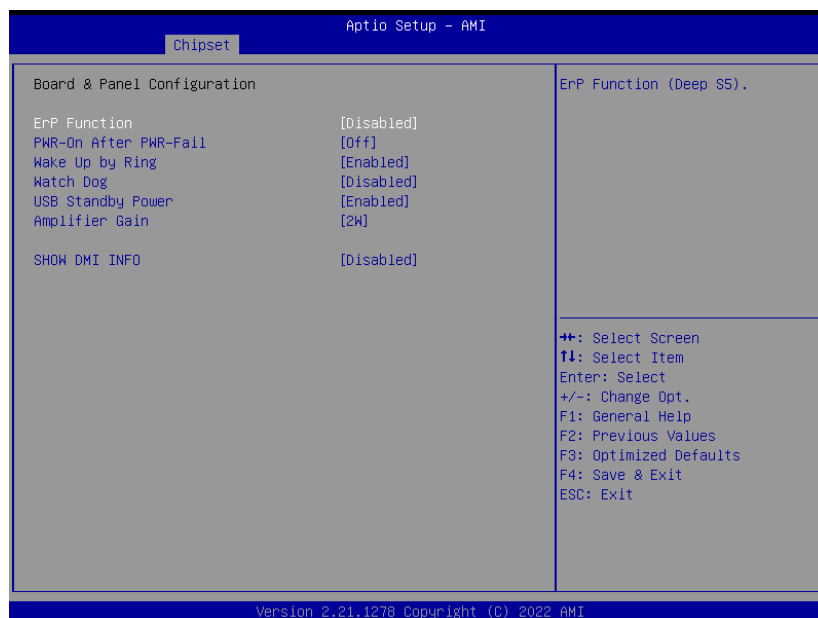 Aptio Setup – AMI
Chipset
Board & Panel Configuration
ErP Function [Disabled]
PWR-On After PWR-Fail [Off]
Wake Up by Ring [Enabled]
Watch Dog [Disabled]
USB Standby Power [Enabled]
Amplifier Gain [2W]
SHOW DMI INFO [Disabled]
ErP Function (Deep S5).
→←: Select Screen
↑↓: Select Item
Enter: Select
+/-: Change Opt.
F1: General Help
F2: Previous Values
F3: Optimized Defaults
F4: Save & Exit
ESC: Exit
Version 2.21.1278 Copyright (C) 2022 AMI